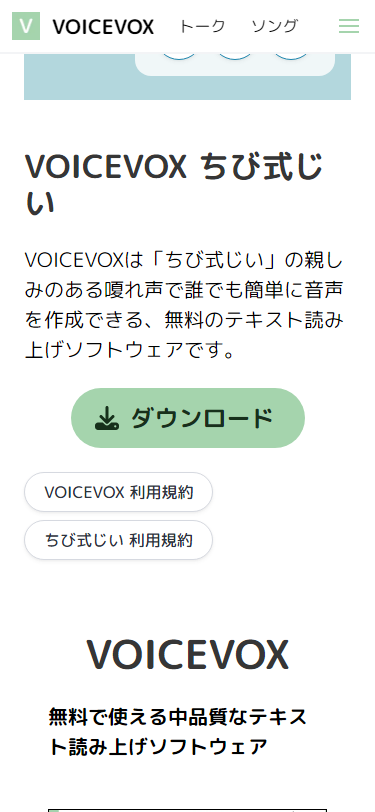 V VOICEVOX トーク ソング
VOICEVOX ちび式じ
い
VOICEVOXは「ちび式じい」の親し
みのある嗄れ声で誰でも簡単に音声
を作成できる、無料のテキスト読み
上げソフトウェアです。
ダウンロード
VOICEVOX 利用規約
ちび式じい 利用規約
VOICEVOX
無料で使える中品質なテキス
ト読み上げソフトウェア